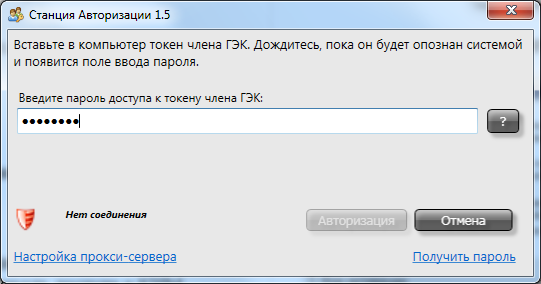 Станция Авторизации 1.5
Вставьте в компьютер токен члена ГЭК. Дождитесь, пока он будет опознан системой
и появится поле ввода пароля.
Введите пароль доступа к токену члена ГЭК:
●●●●●●●●
?
Нет соединения
Авторизация
Отмена
Настройка прокси-сервера
Получить пароль